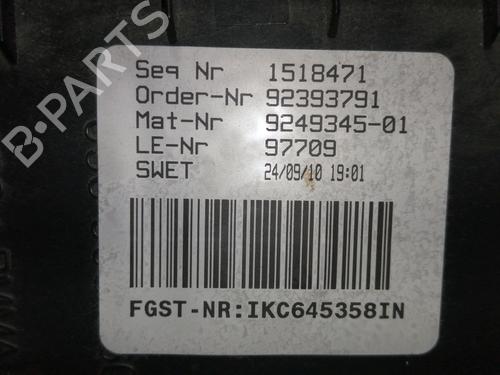 B-PARTS
Seq Nr 1518471
Order-Nr 92393791
Mat-Nr 9249345-01
LE-Nr 97709
SWET 24/09/10 19:01
FGST-NR:IKC645358IN